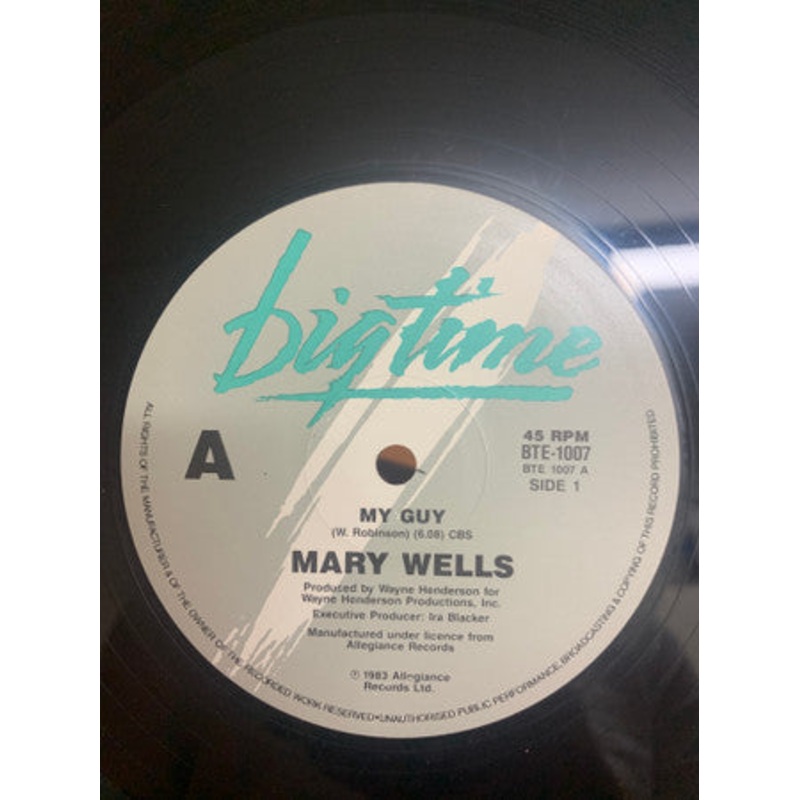 bigtime
A
45 RPM
BTE-1007
BTE 1007 A
SIDE 1
MY GUY
(W. Robinson) (6.08) CBS
MARY WELLS
Produced by Wayne Henderson for
Wayne Henderson Productions, Inc.
Executive Producer: Ira Blacker
Manufactured under licence from
Allegiance Records
℗ 1983 Allegiance
Records Ltd.
ALL RIGHTS OF THE MANUFACTURER & OF THE OWNER OF THE RECORDED WORK RESERVED•UNAUTHORISED PUBLIC PERFORMANCE, BROADCASTING & COPYING OF THIS RECORD PROHIBITED